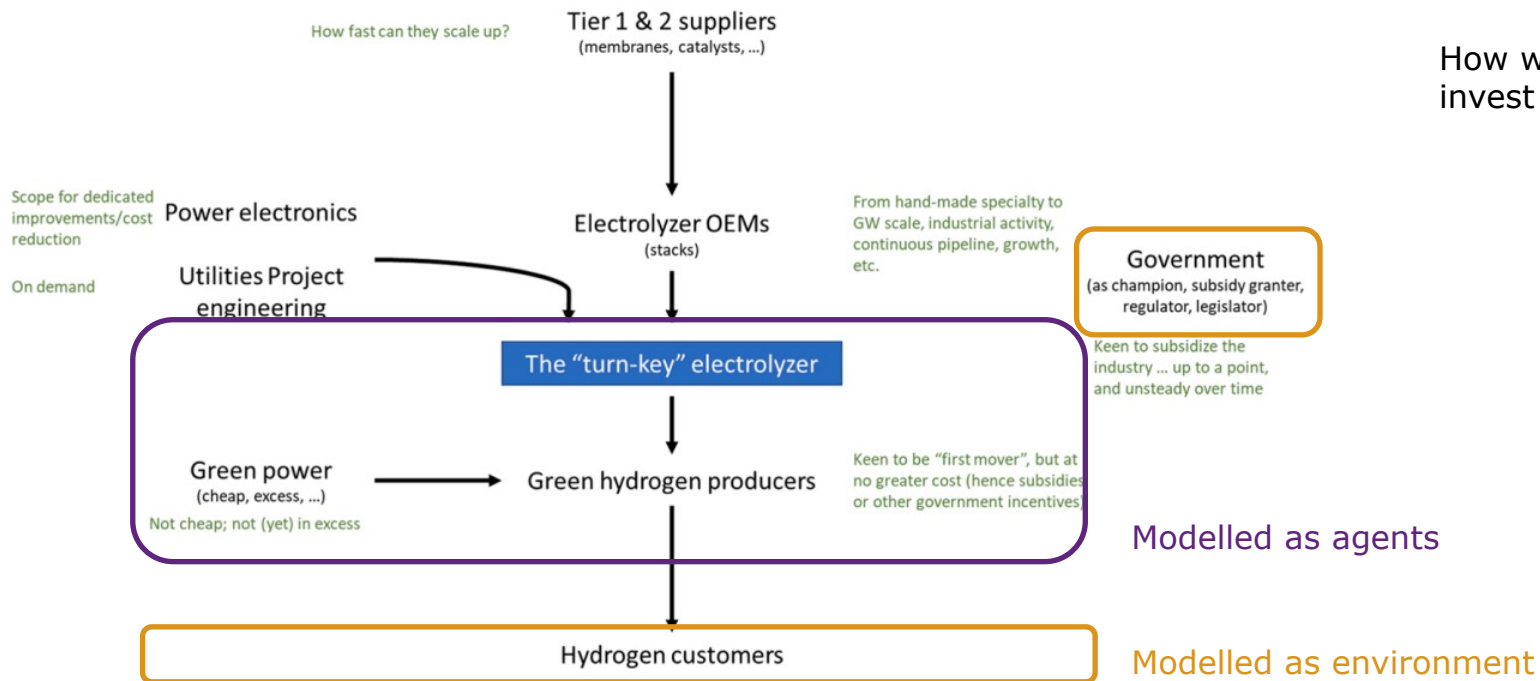 How fast can they scale up?
Tier 1 & 2 suppliers
(membranes, catalysts, …)
How w
invest
Scope for dedicated
improvements/cost
reduction
On demand
Power electronics
Utilities Project
engineering
Electrolyzer OEMs
(stacks)
From hand-made specialty to
GW scale, industrial activity,
continuous pipeline, growth,
etc.
Government
(as champion, subsidy granter,
regulator, legislator)
Keen to subsidize the
industry … up to a point,
and unsteady over time
The “turn-key” electrolyzer
Green power
(cheap, excess, …)
Not cheap; not (yet) in excess
Green hydrogen producers
Keen to be “first mover”, but at
no greater cost (hence subsidies
or other government incentives)
Modelled as agents
Hydrogen customers
Modelled as environment